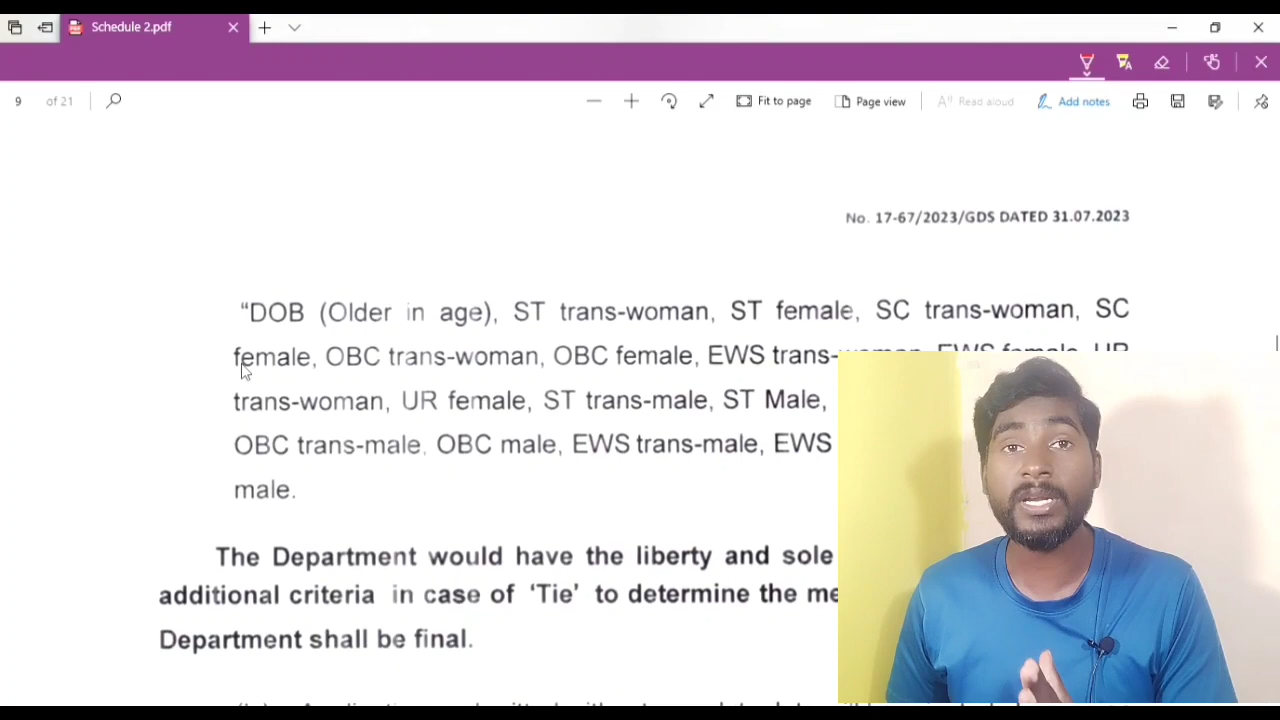 Schedule 2.pdf
9 of 21
Fit to page
Page view
Read aloud
Add notes
No. 17-67/2023/GDS DATED 31.07.2023
“DOB (Older in age), ST trans-woman, ST female, SC trans-woman, SC
female, OBC trans-woman, OBC female, EWS trans-woman, EWS female, UR
trans-woman, UR female, ST trans-male, ST Male,
OBC trans-male, OBC male, EWS trans-male, EWS
male.
The Department would have the liberty and sole
additional criteria in case of ‘Tie’ to determine the me
Department shall be final.